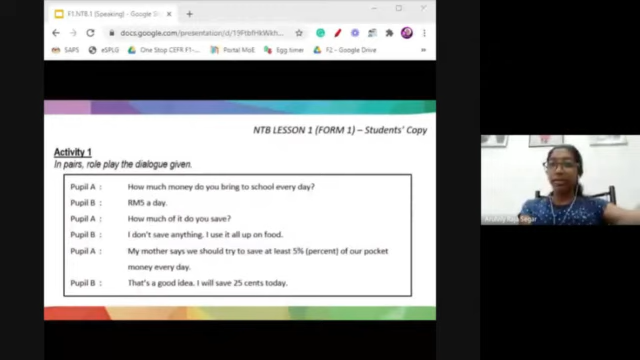 F1.NTB.1 (Speaking) - Google Sl
docs.google.com/presentation/d/
SAPS eSPLG One Stop CEFR F1- Portal MoE Egg timer F2 - Google Drive
NTB LESSON 1 (FORM 1) – Students' Copy
Activity 1
In pairs, role play the dialogue given.
Pupil A : How much money do you bring to school every day?
Pupil B : RM5 a day.
Pupil A : How much of it do you save?
Pupil B : I don't save anything. I use it all up on food.
Pupil A : My mother says we should try to save at least 5% (percent) of our pocket
money every day.
Pupil B : That's a good idea. I will save 25 cents today.